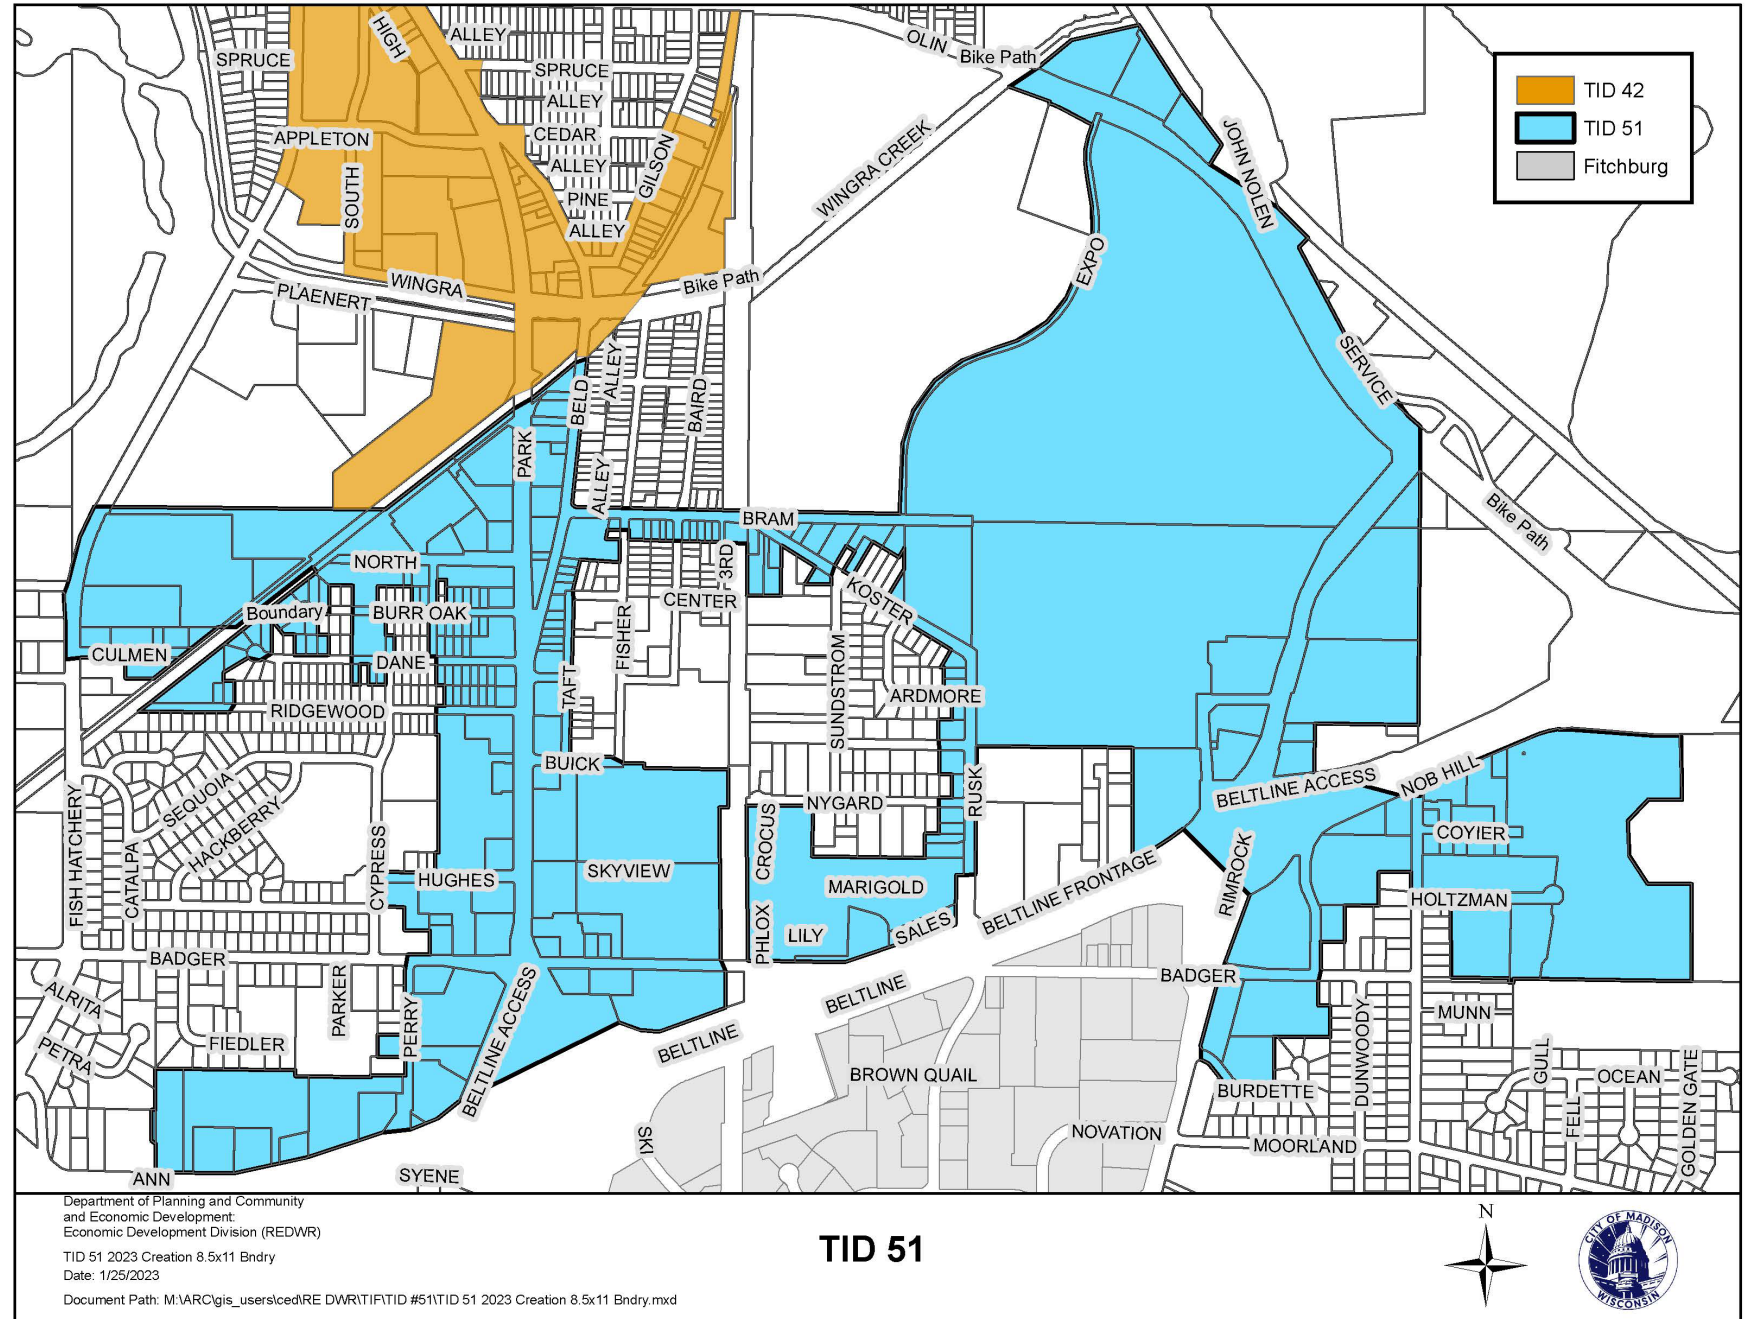 HIGH
ALLEY
SPRUCE
SPRUCE
ALLEY
CEDAR
ALLEY
PINE
ALLEY
GILSON
APPLETON
SOUTH
WINGRA
PLAENERT
Bike Path
WINGRA CREEK
OLIN
Bike Path
JOHN NOLEN
EXPO
SERVICE
Bike Path
TID 42
TID 51
Fitchburg
BELD
ALLEY
BAIRD
PARK
ALLEY
BRAM
NORTH
3RD
Boundary
BURR OAK
CENTER
KOSTER
FISHER
CULMEN
DANE
TAFT
SUNDSTROM
ARDMORE
RIDGEWOOD
BUICK
SEQUOIA
HACKBERRY
FISH HATCHERY
CATALPA
CYPRESS
HUGHES
SKYVIEW
CROCUS
NYGARD
RUSK
MARIGOLD
PHLOX
LILY
SALES
BELTLINE FRONTAGE
BELTLINE ACCESS
NOB HILL
COYIER
RIMROCK
HOLTZMAN
BADGER
BADGER
ALRITA
PETRA
PARKER
FIEDLER
PERRY
BELTLINE ACCESS
BELTLINE
BELTLINE
BROWN QUAIL
SKI
NOVATION
BURDETTE
DUNWOODY
MUNN
GULL
OCEAN
FELL
GOLDEN GATE
MOORLAND
ANN
SYENE
Department of Planning and Community
and Economic Development:
Economic Development Division (REDWR)
TID 51 2023 Creation 8.5x11 Bndry
Date: 1/25/2023
Document Path: M:\ARC\gis_users\ced\RE DWR\TIF\TID #51\TID 51 2023 Creation 8.5x11 Bndry.mxd
TID 51
N
CITY OF MADISON
WISCONSIN